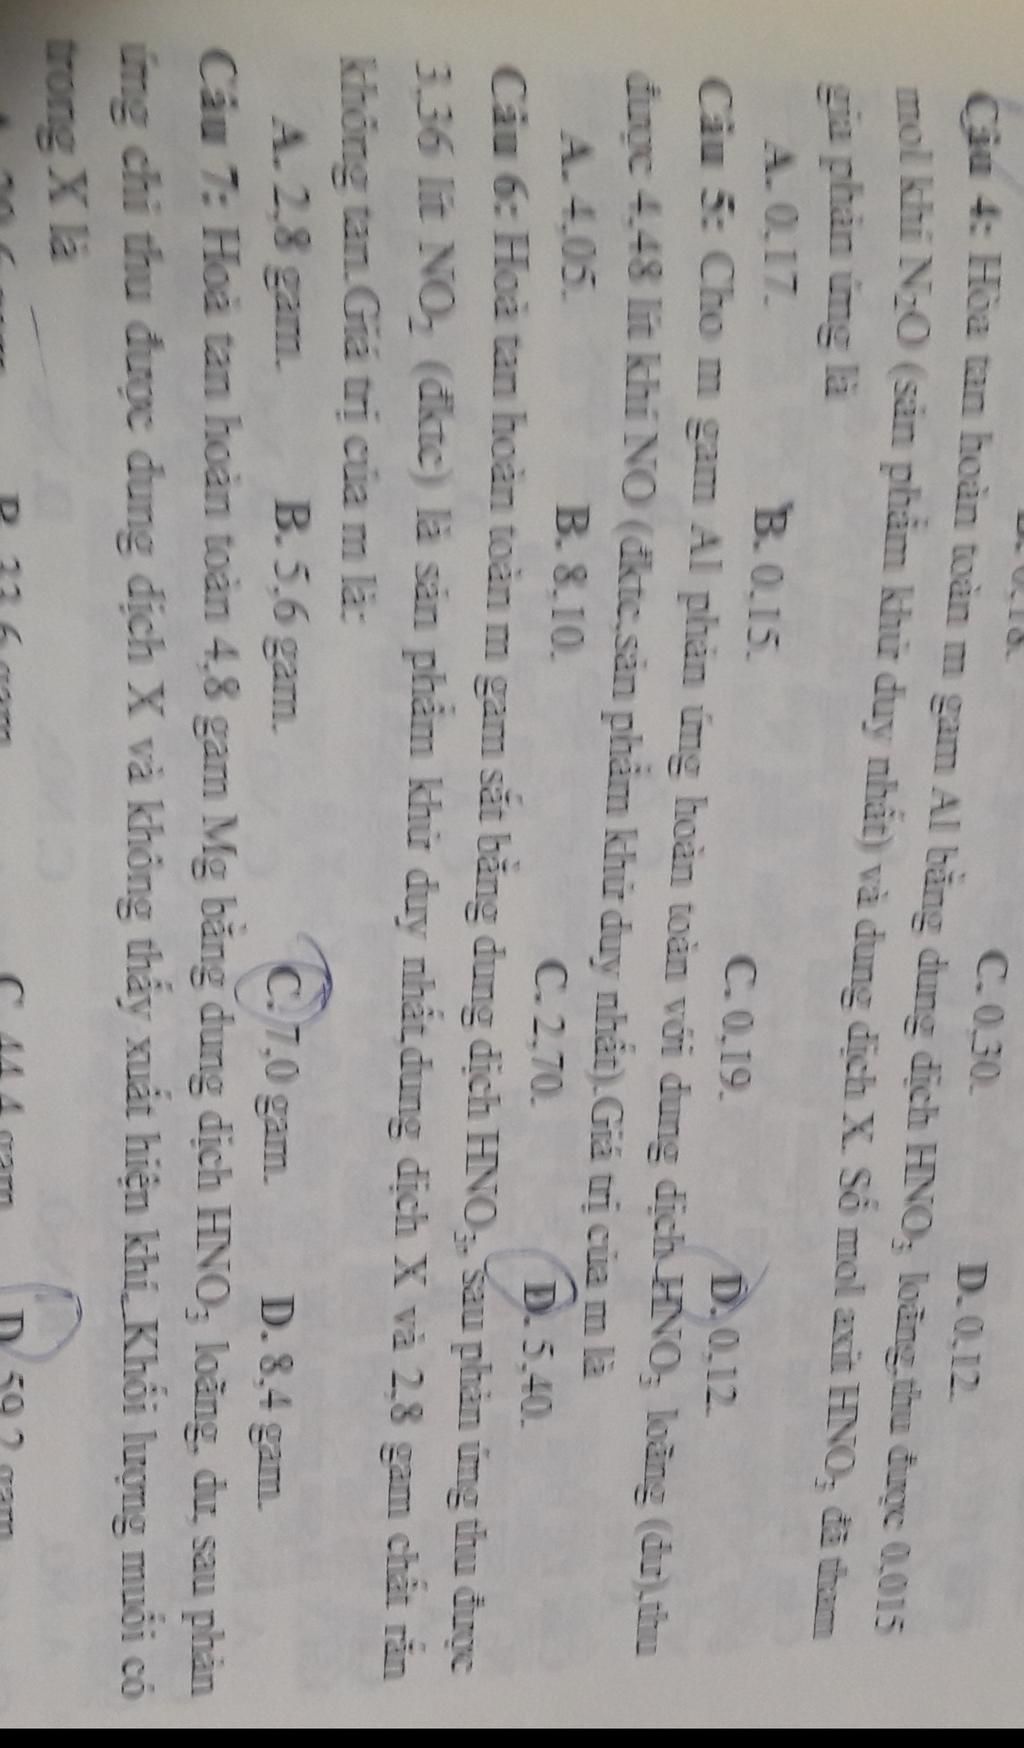 C. 0,30.
D. 0,12.
Câu 4: Hòa tan hoàn toàn m gam Al bằng dung dịch HNO₃ loãng,thu được 0,015
mol khí N₂O (sản phẩm khử duy nhất) và dung dịch X. Số mol axit HNO₃ đã tham
gia phản ứng là
A. 0,17. B. 0,15. C. 0,19. D. 0,12.
Câu 5: Cho m gam Al phản ứng hoàn toàn với dung dịch HNO₃ loãng (dư),thu
được 4,48 lít khí NO (đktc,sản phẩm khử duy nhất).Giá trị của m là
A. 4,05. B. 8,10. C. 2,70. D. 5,40.
Câu 6: Hoà tan hoàn toàn m gam sắt bằng dung dịch HNO₃, sau phản ứng thu được
3,36 lít NO₂ (đktc) là sản phẩm khử duy nhất,dung dịch X và 2,8 gam chất rắn
không tan.Giá trị của m là:
A. 2,8 gam. B. 5,6 gam. C. 7,0 gam. D. 8,4 gam.
Câu 7: Hoà tan hoàn toàn 4,8 gam Mg bằng dung dịch HNO₃ loãng, dư, sau phản
ứng chỉ thu được dung dịch X và không thấy xuất hiện khí. Khối lượng muối có
trong X là
B. 33,6 gam C. 44,4 gam D. 59,2 gam